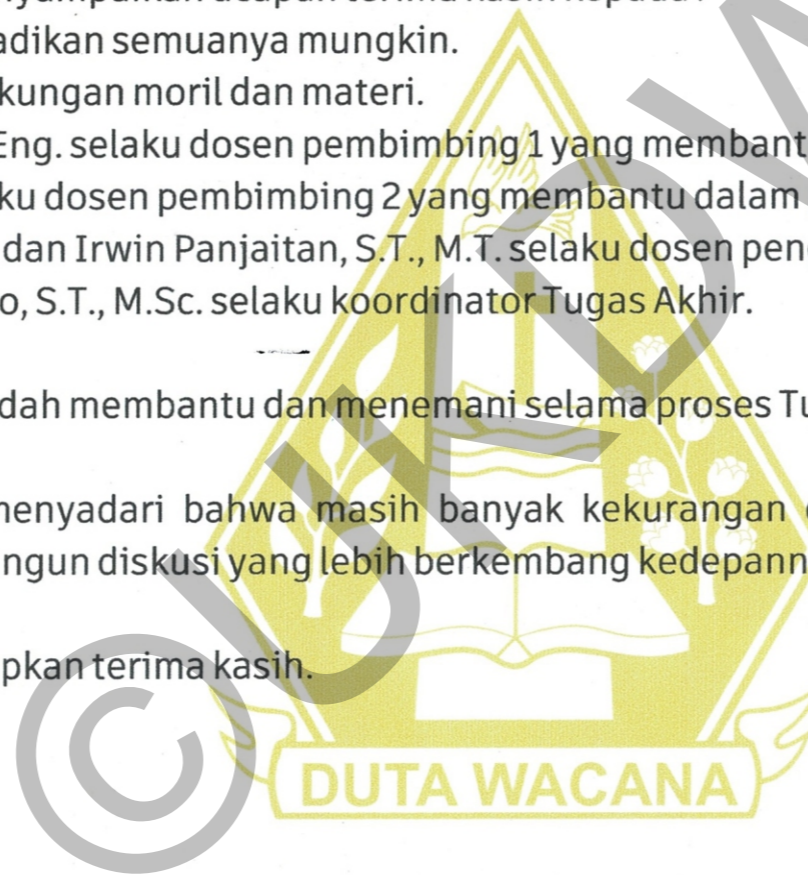 adikan semuanya mungkin.
kungan moril dan materi.
Eng. selaku dosen pembimbing 1 yang membant
ku dosen pembimbing 2 yang membantu dalam
dan Irwin Panjaitan, S.T., M.T. selaku dosen pen
o, S.T., M.Sc. selaku koordinator Tugas Akhir.
dah membantu dan menemani selama proses Tu
menyadari bahwa masih banyak kekurangan
ngun diskusi yang lebih berkembang kedepann
pkan terima kasih.
©UKDW
DUTA WACANA